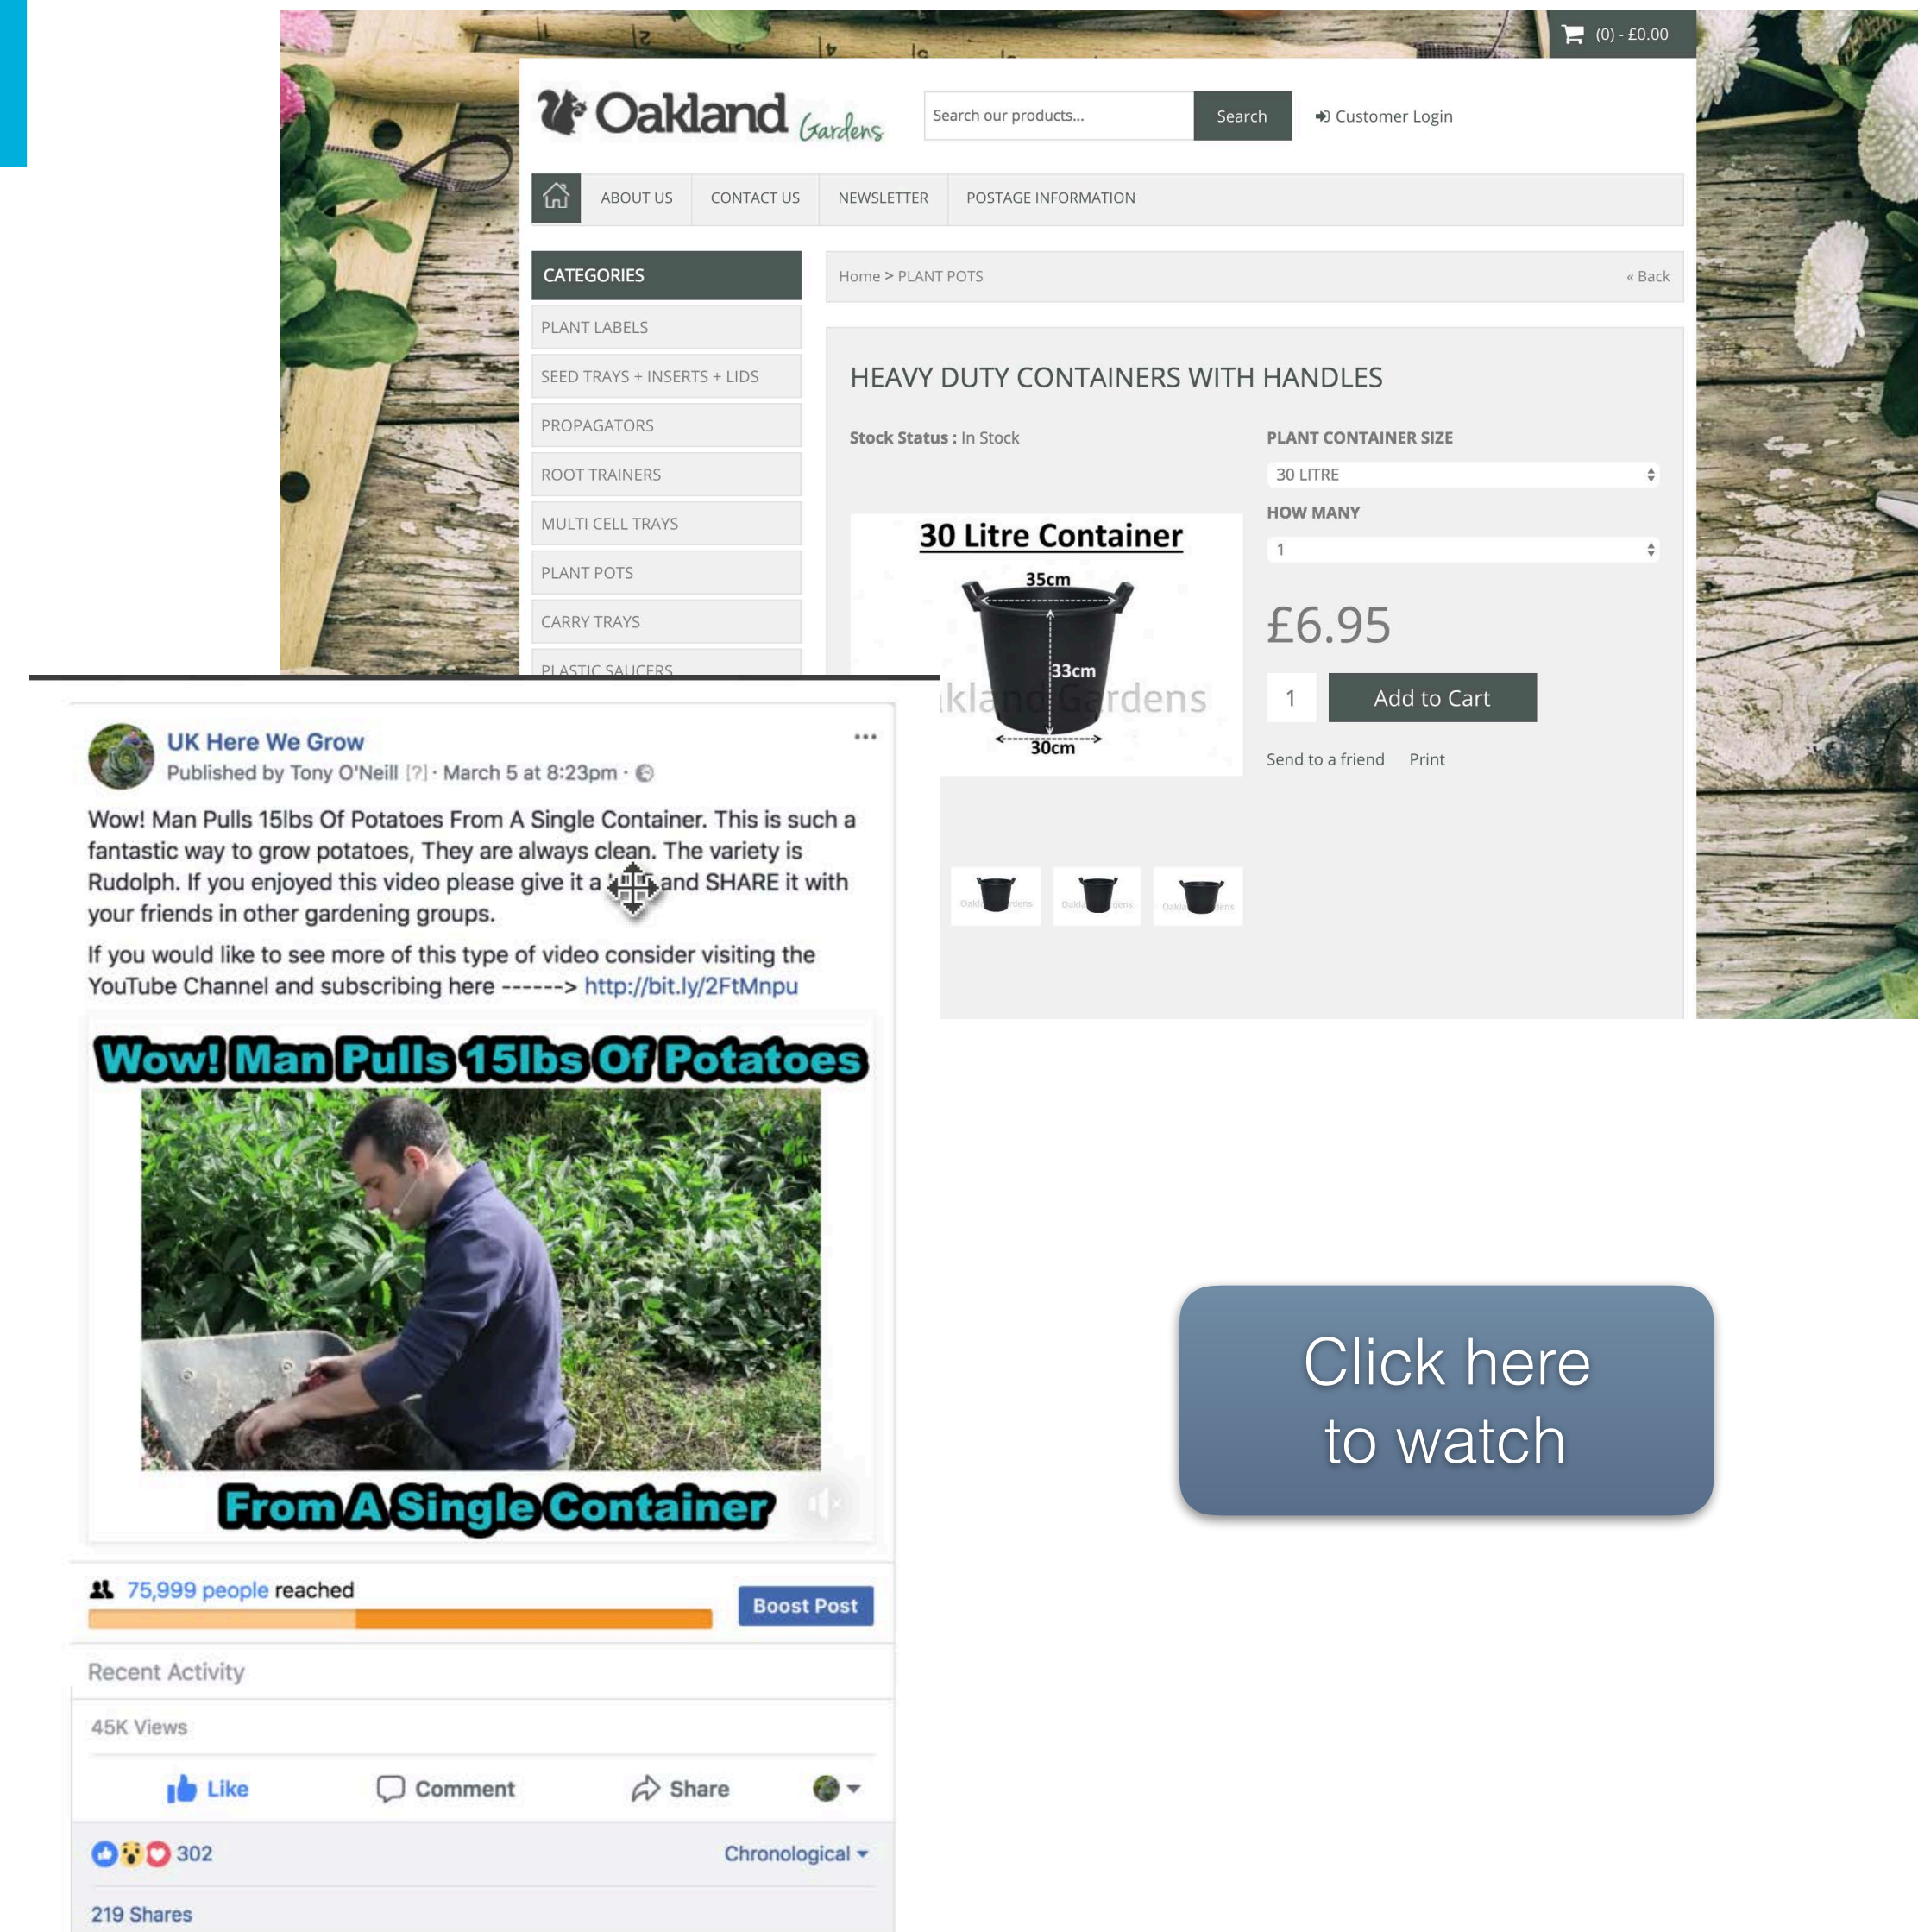 (0) - £0.00
Oakland Gardens
Search our products...
Search
Customer Login
ABOUT US
CONTACT US
NEWSLETTER
POSTAGE INFORMATION
CATEGORIES
PLANT LABELS
SEED TRAYS + INSERTS + LIDS
PROPAGATORS
ROOT TRAINERS
MULTI CELL TRAYS
PLANT POTS
CARRY TRAYS
PLASTIC SAUCERS
Home > PLANT POTS
« Back
HEAVY DUTY CONTAINERS WITH HANDLES
Stock Status : In Stock
PLANT CONTAINER SIZE
30 LITRE
HOW MANY
1
30 Litre Container
35cm
33cm
30cm
£6.95
1
Add to Cart
Send to a friend
Print
UK Here We Grow
Published by Tony O'Neill [?] · March 5 at 8:23pm ·
Wow! Man Pulls 15lbs Of Potatoes From A Single Container. This is such a
fantastic way to grow potatoes, They are always clean. The variety is
Rudolph. If you enjoyed this video please give it a and SHARE it with
your friends in other gardening groups.
If you would like to see more of this type of video consider visiting the
YouTube Channel and subscribing here ------> http://bit.ly/2FtMnpu
Wow! Man Pulls 15lbs Of Potatoes
From A Single Container
75,999 people reached
Boost Post
Recent Activity
45K Views
Like
Comment
Share
302
Chronological
219 Shares
Click here
to watch